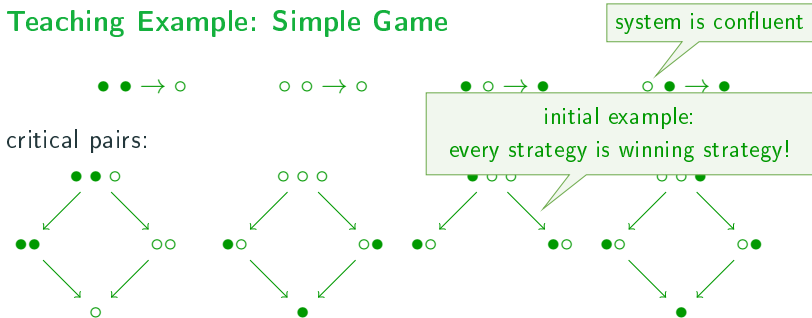 Teaching Example: Simple Game
system is confluent
● ● → ○ ○ ○ → ○ ● ○ → ● ○ ● → ●
initial example:
every strategy is winning strategy!
critical pairs: